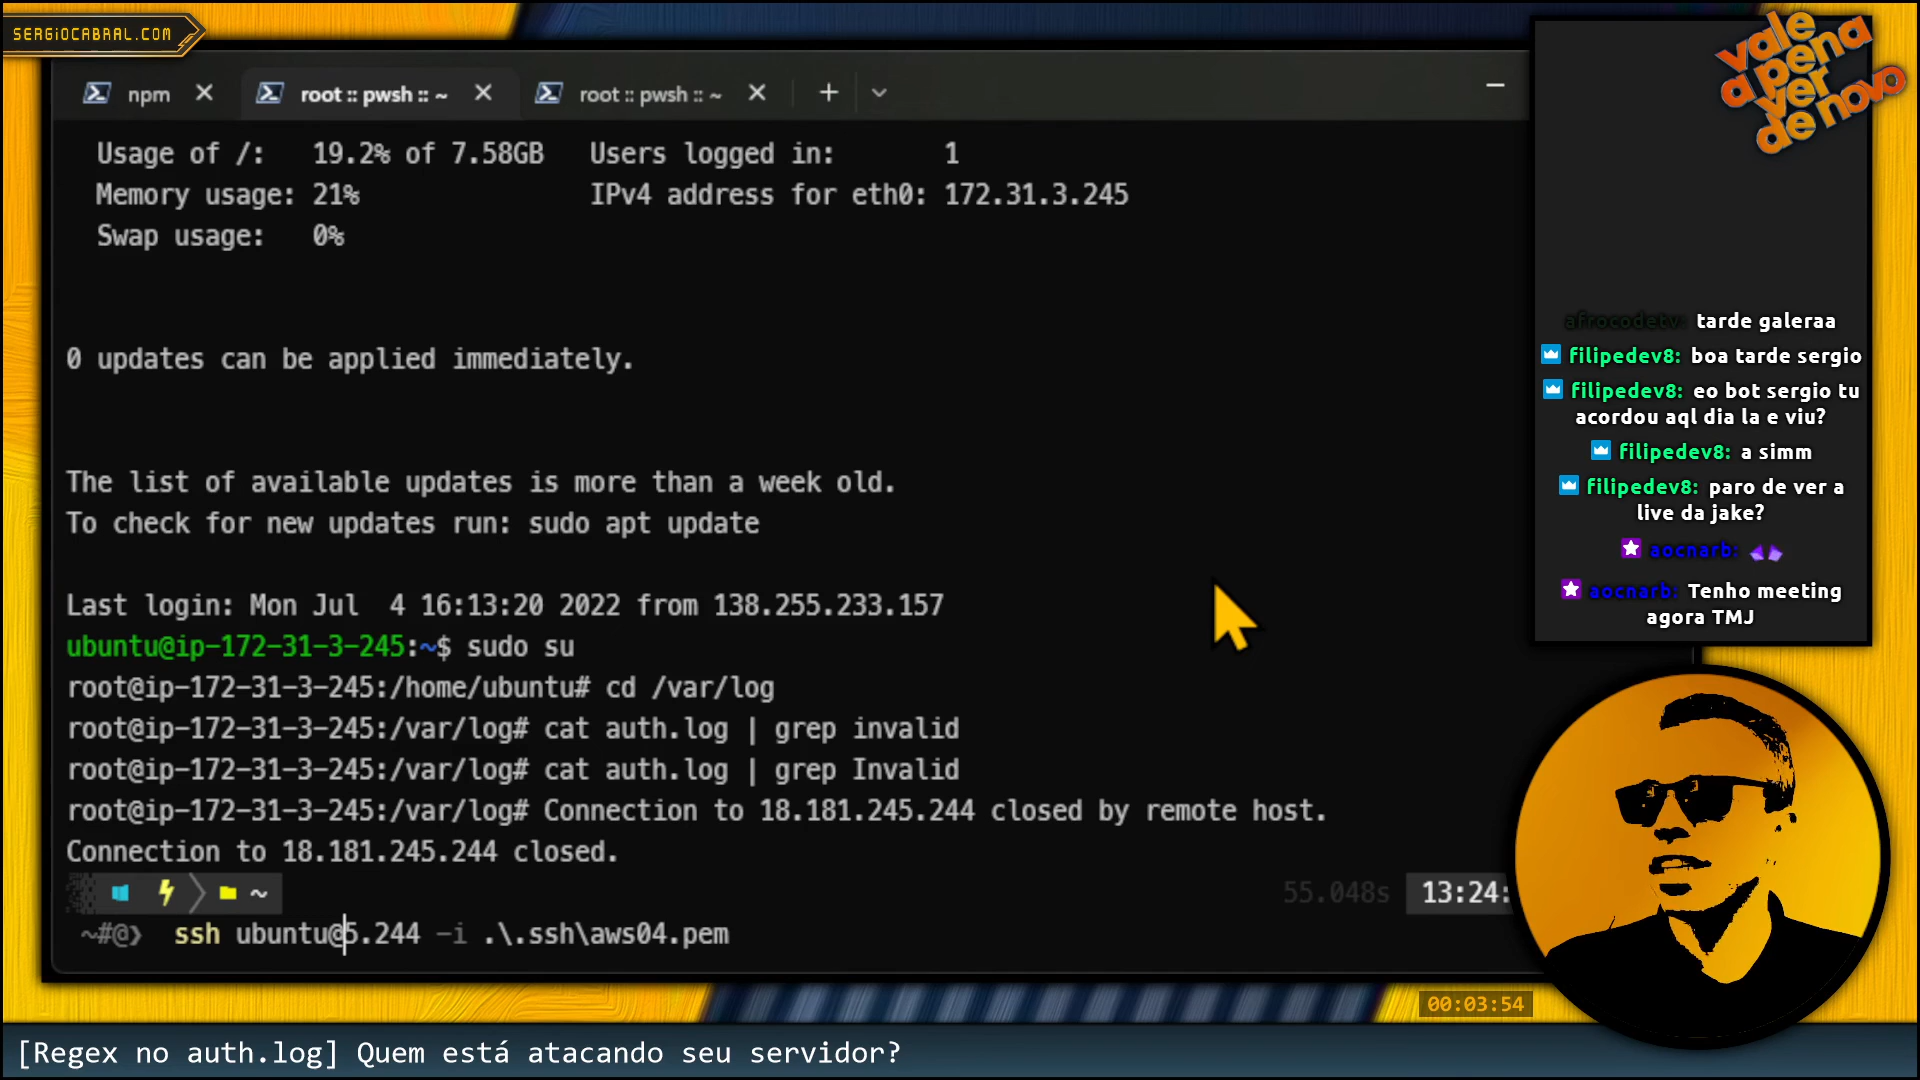 SERGIOCABRAL.COM
vale
a pena
ver
de novo
npm
root :: pwsh :: ~
root :: pwsh :: ~
Usage of /: 19.2% of 7.58GB Users logged in: 1
Memory usage: 21% IPv4 address for eth0: 172.31.3.245
Swap usage: 0%
0 updates can be applied immediately.
The list of available updates is more than a week old.
To check for new updates run: sudo apt update
Last login: Mon Jul 4 16:13:20 2022 from 138.255.233.157
ubuntu@ip-172-31-3-245:~$ sudo su
root@ip-172-31-3-245:/home/ubuntu# cd /var/log
root@ip-172-31-3-245:/var/log# cat auth.log | grep invalid
root@ip-172-31-3-245:/var/log# cat auth.log | grep Invalid
root@ip-172-31-3-245:/var/log# Connection to 18.181.245.244 closed by remote host.
Connection to 18.181.245.244 closed.
~
55.048s 13:24:
~#@❯ ssh ubuntu@5.244 -i .\.ssh\aws04.pem
afrocodetv: tarde galeraa
filipedev8: boa tarde sergio
filipedev8: eo bot sergio tu
acordou aql dia la e viu?
filipedev8: a simm
filipedev8: paro de ver a
live da jake?
aocnarb:
aocnarb: Tenho meeting
agora TMJ
00:03:54
[Regex no auth.log] Quem está atacando seu servidor?